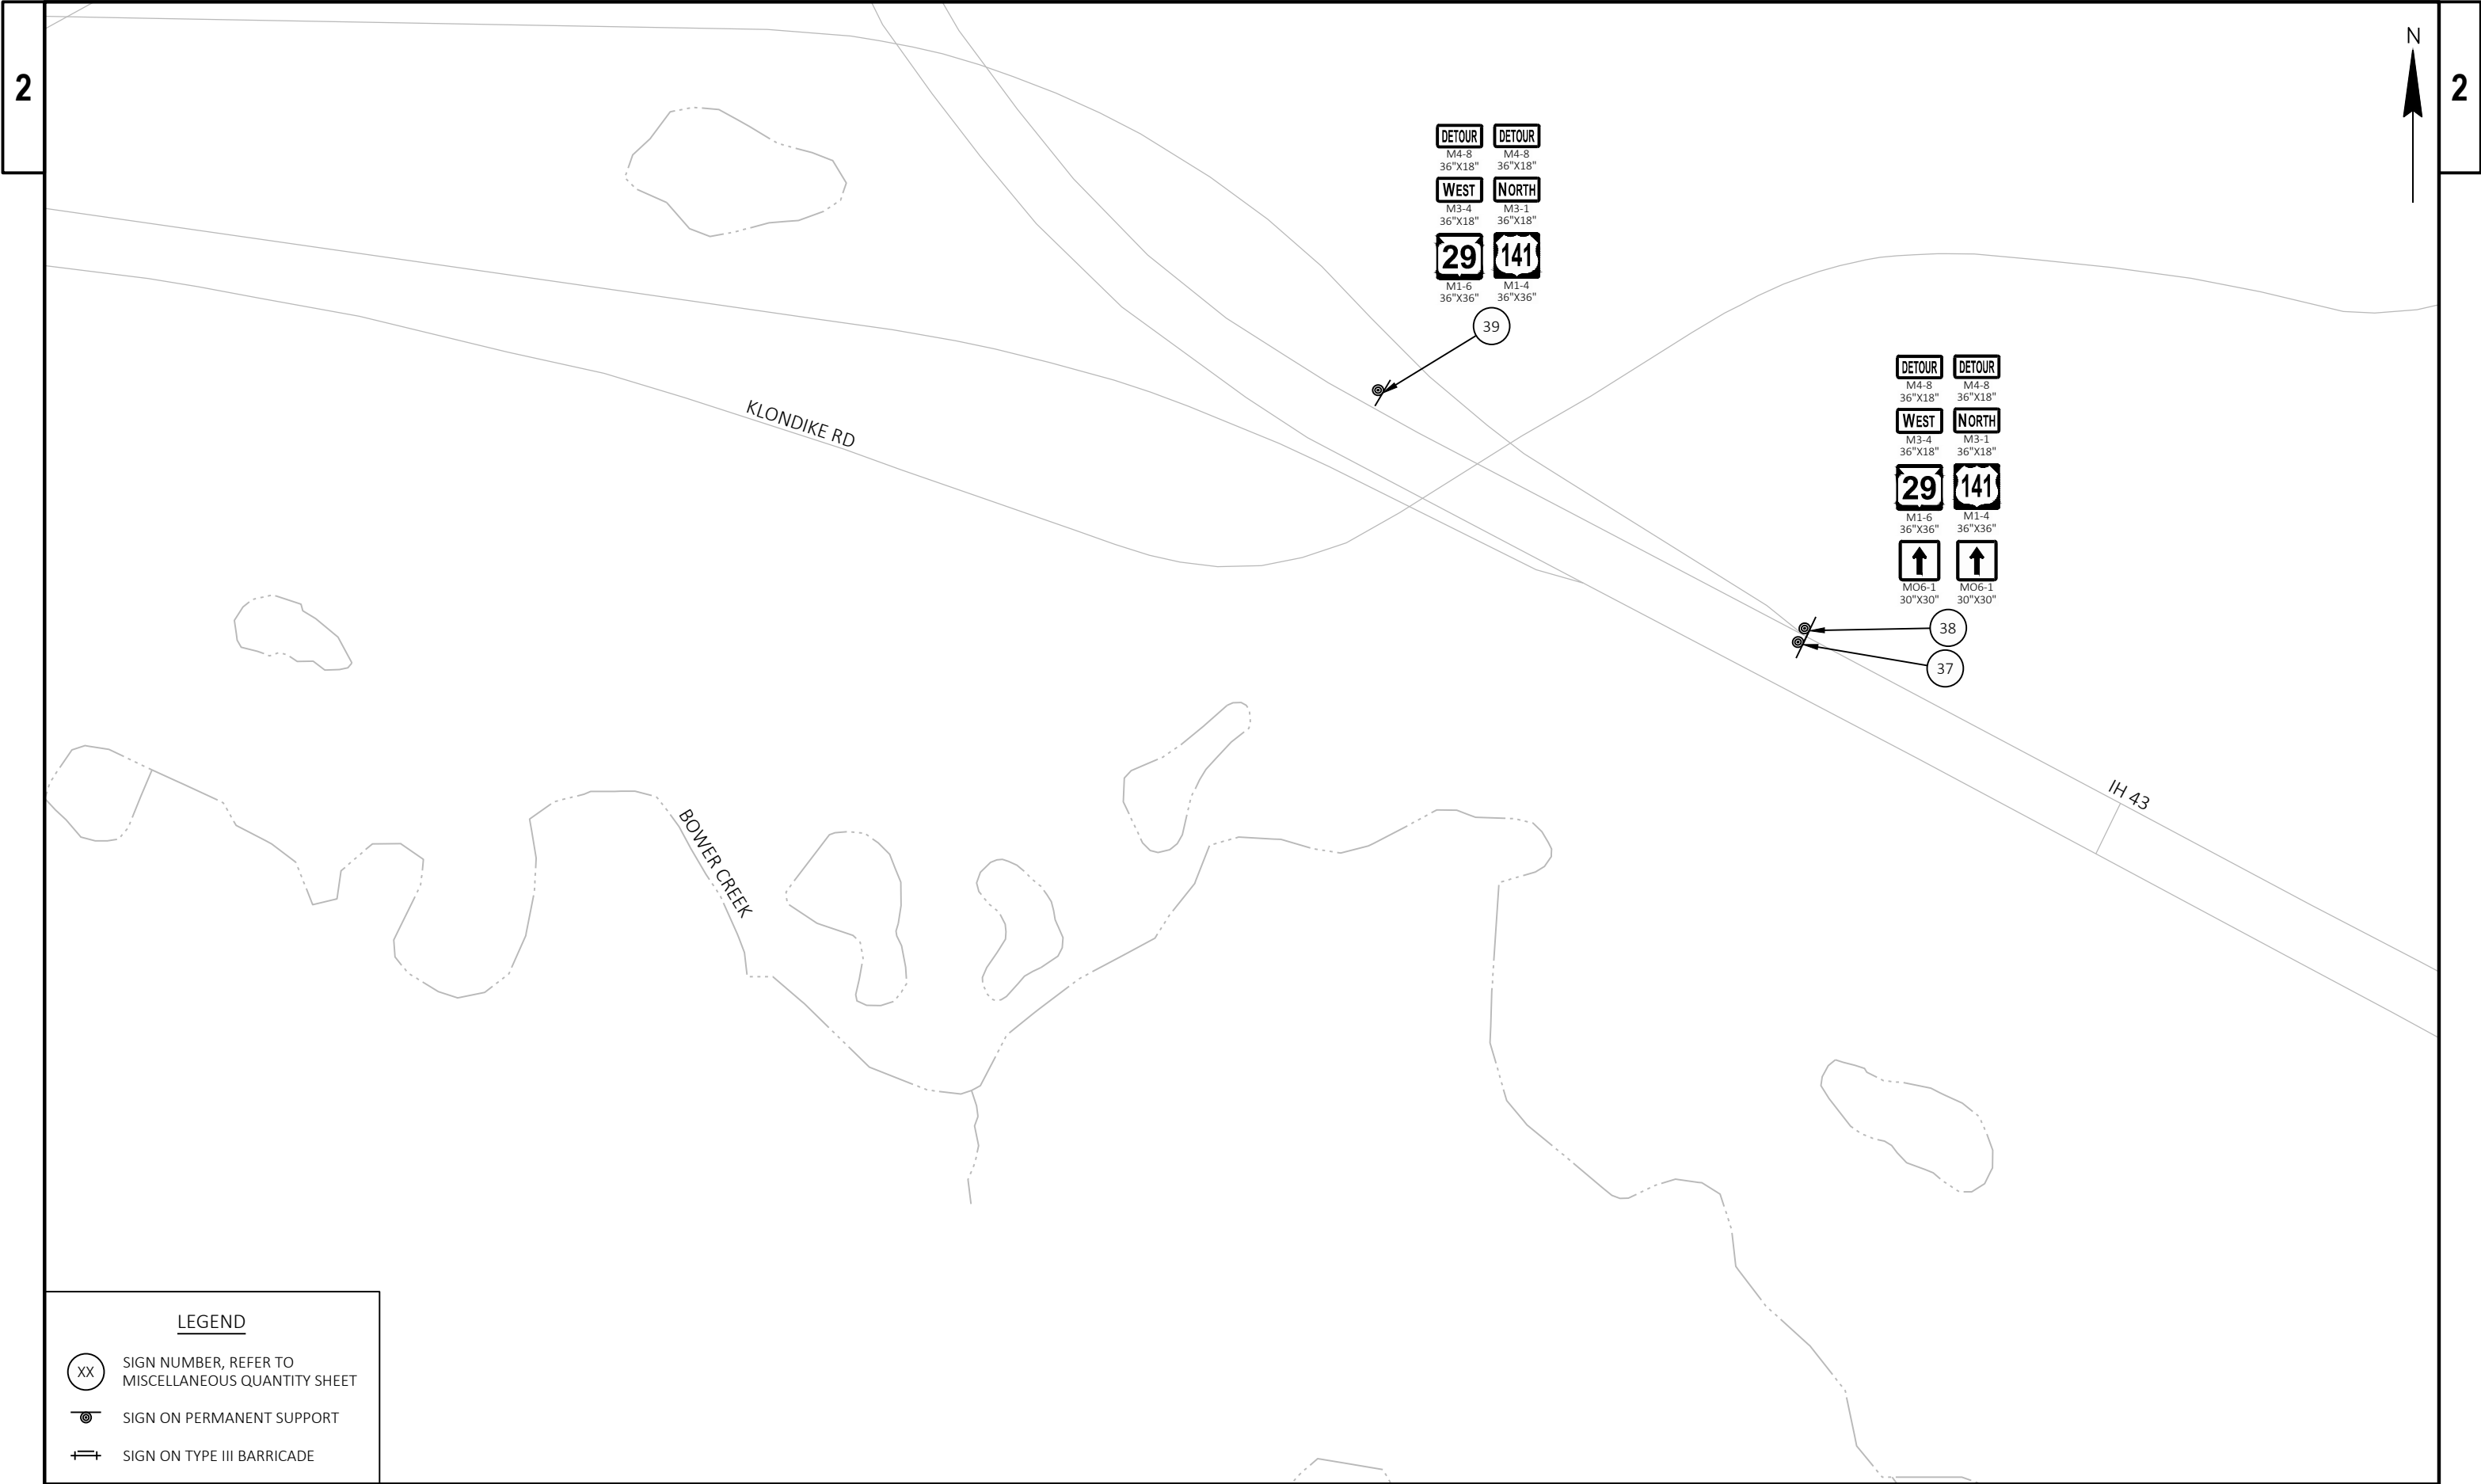 2
2
N
DETOUR DETOUR
M4-8 M4-8
36"X18" 36"X18"
WEST NORTH
M3-4 M3-1
36"X18" 36"X18"
29 141
M1-6 M1-4
36"X36" 36"X36"
39
DETOUR DETOUR
M4-8 M4-8
36"X18" 36"X18"
WEST NORTH
M3-4 M3-1
36"X18" 36"X18"
29 141
M1-6 M1-4
36"X36" 36"X36"
MO6-1 MO6-1
30"X30" 30"X30"
38
37
KLONDIKE RD
IH 43
BOWER CREEK
LEGEND
XX
SIGN NUMBER, REFER TO
MISCELLANEOUS QUANTITY SHEET
SIGN ON PERMANENT SUPPORT
SIGN ON TYPE III BARRICADE